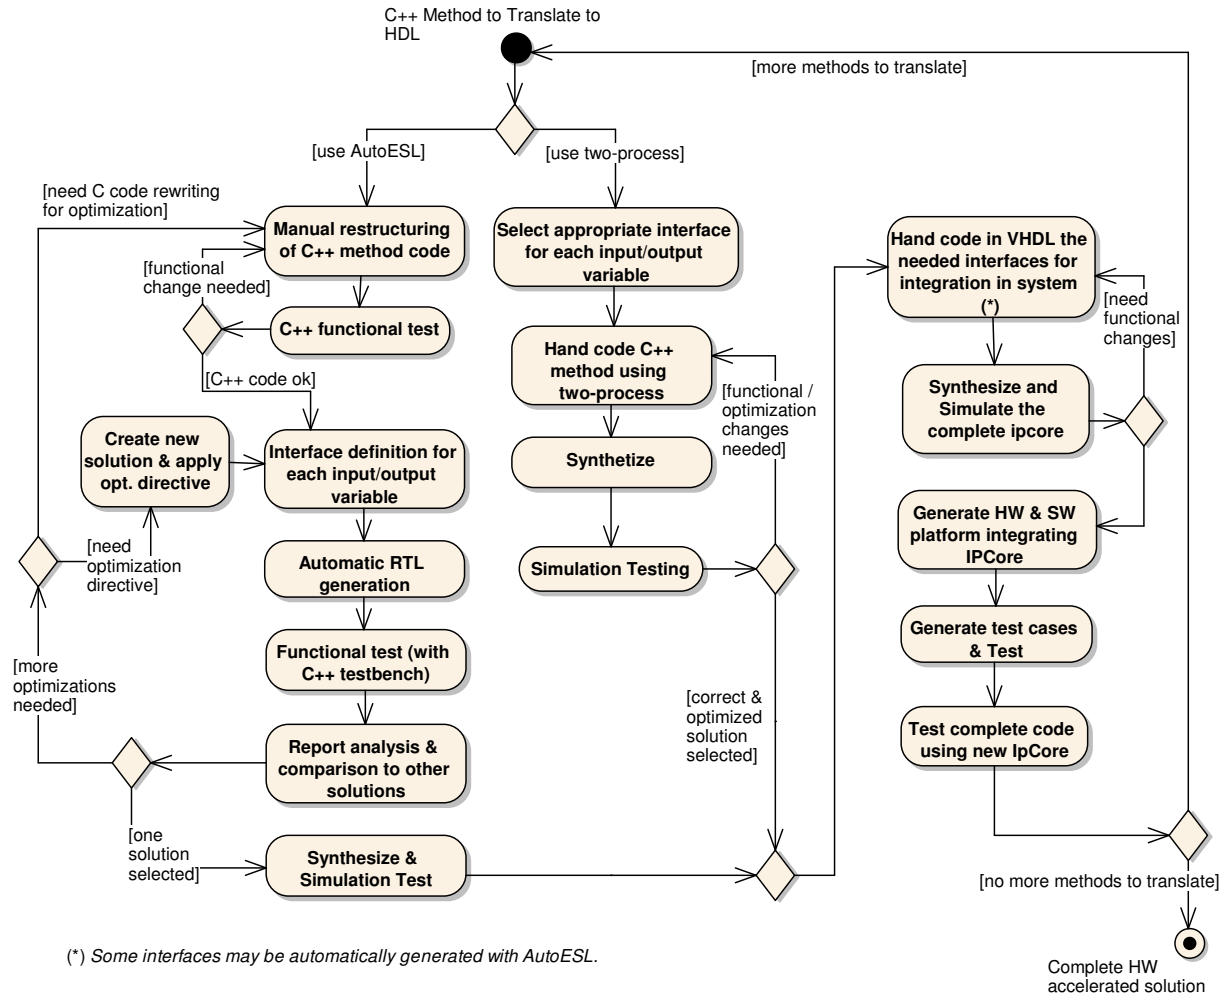 C++ Method to Translate to
HDL
[more methods to translate]
[use AutoESL]
[use two-process]
[need C code rewriting
for optimization]
Manual restructuring
of C++ method code
[functional
change needed]
C++ functional test
[C++ code ok]
Create new
solution & apply
opt. directive
Interface definition for
each input/output
variable
[need
optimization
directive]
Automatic RTL
generation
Functional test (with
C++ testbench)
[more
optimizations
needed]
Report analysis &
comparison to other
solutions
[one
solution
selected]
Synthesize &
Simulation Test
Select appropriate interface
for each input/output
variable
Hand code C++
method using
two-process
[functional /
optimization
changes
needed]
Synthetize
Simulation Testing
[correct &
optimized
solution
selected]
Hand code in VHDL the
needed interfaces for
integration in system
(*)
[need
functional
changes]
Synthesize and
Simulate the
complete ipcore
Generate HW & SW
platform integrating
IPCore
Generate test cases
& Test
Test complete code
using new IpCore
[no more methods to translate]
Complete HW
accelerated solution
(*) Some interfaces may be automatically generated with AutoESL.